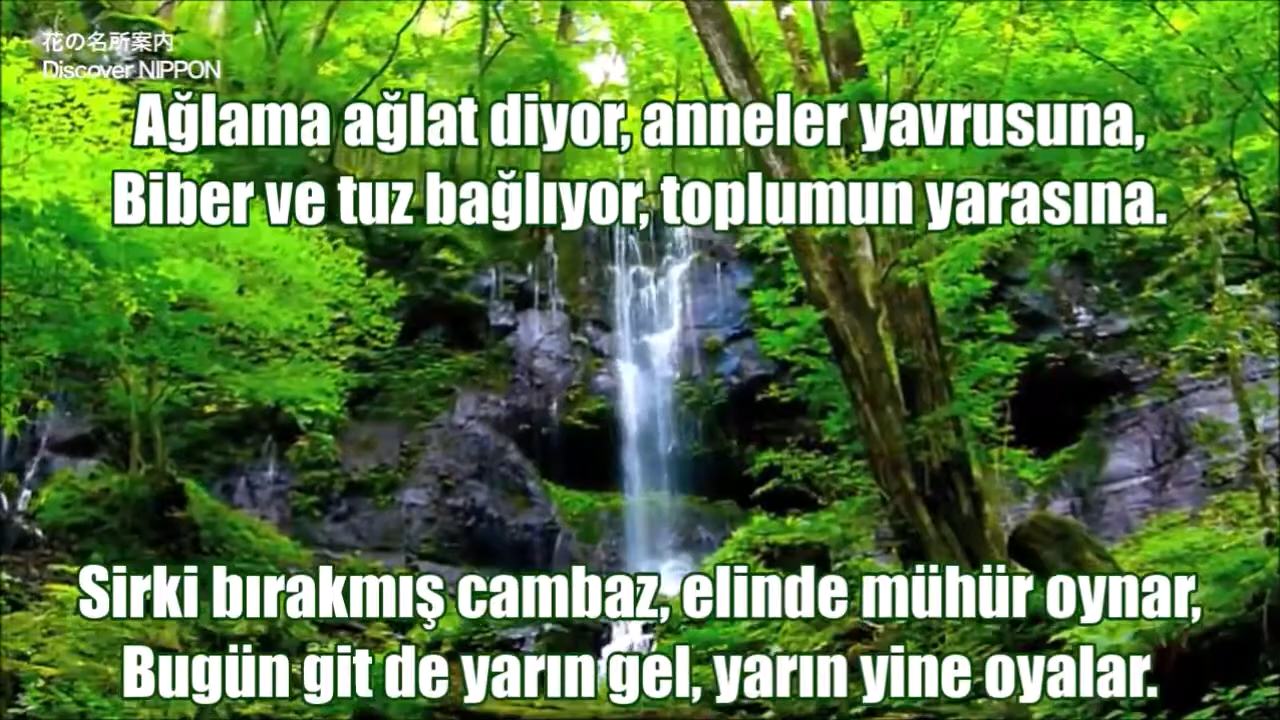 花の名所案内
Discover NIPPON
Ağlama ağlat diyor, anneler yavrusuna,
Biber ve tuz bağlıyor, toplumun yarasına.
Sirki bırakmış cambaz, elinde mühür oynar,
Bugün git de yarın gel, yarın yine oyalar.